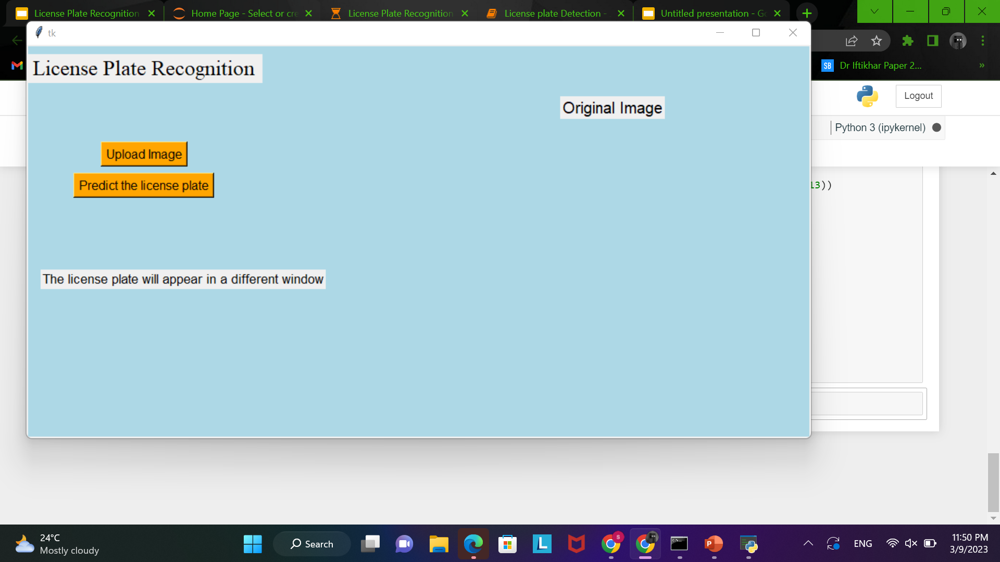 License Plate Recognition
Home Page - Select or cre
License Plate Recognition
License plate Detection -
Untitled presentation - Go
tk
Dr Iftikhar Paper 2...
»
License Plate Recognition
Logout
Original Image
Python 3 (ipykernel)
Upload Image
Predict the license plate
13))
The license plate will appear in a different window
24°C
Mostly cloudy
Search
ENG
11:50 PM
3/9/2023